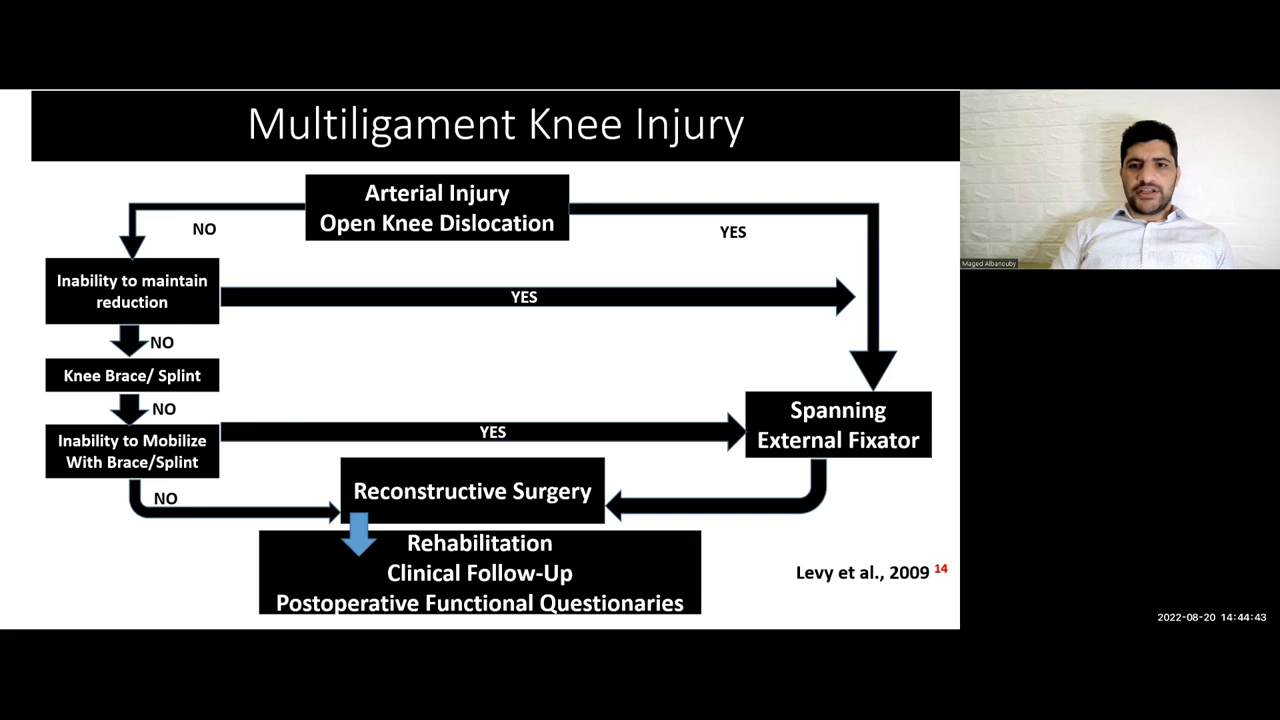 Multiligament Knee Injury
Arterial Injury
Open Knee Dislocation
NO
YES
Inability to maintain
reduction
YES
NO
Knee Brace/ Splint
NO
Inability to Mobilize
With Brace/Splint
YES
Spanning
External Fixator
NO
Reconstructive Surgery
Rehabilitation
Clinical Follow-Up
Postoperative Functional Questionaries
Levy et al., 2009 14
Maged Albanouby
2022-08-20 14:44:43